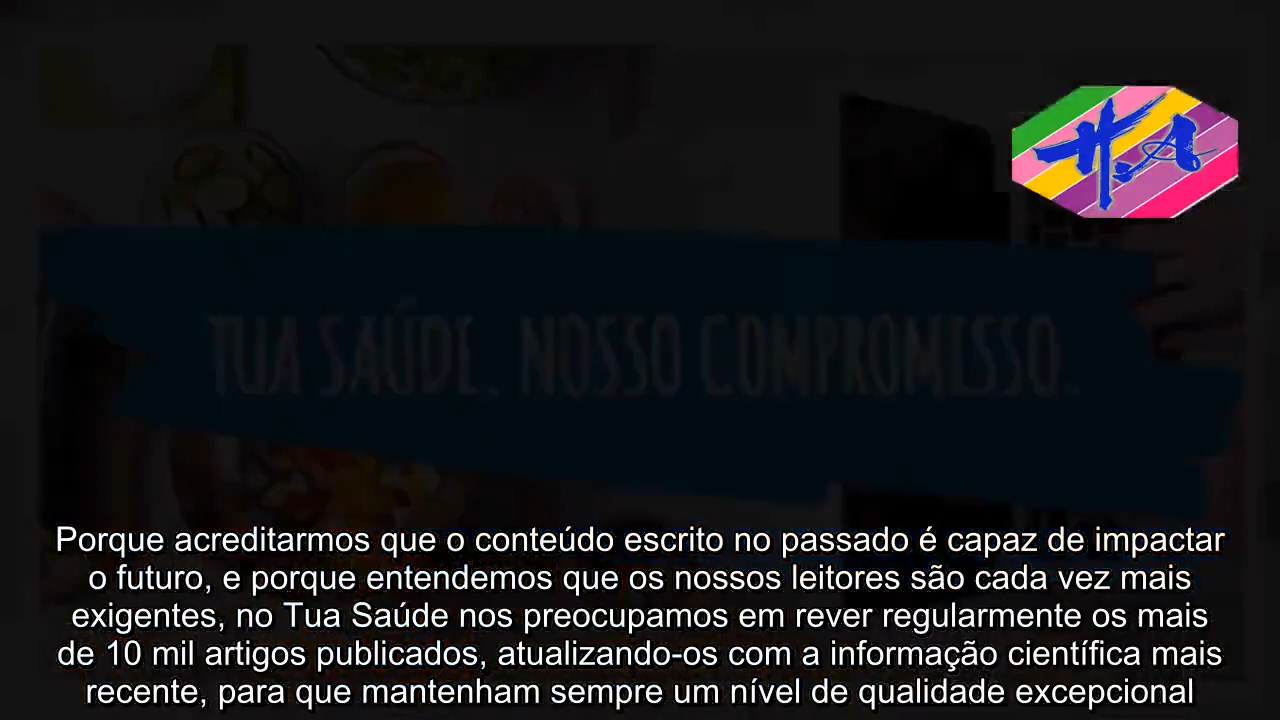 H.A
TUA SAÚDE. NOSSO COMPROMISSO.
Porque acreditarmos que o conteúdo escrito no passado é capaz de impactar
o futuro, e porque entendemos que os nossos leitores são cada vez mais
exigentes, no Tua Saúde nos preocupamos em rever regularmente os mais
de 10 mil artigos publicados, atualizando-os com a informação científica mais
recente, para que mantenham sempre um nível de qualidade excepcional